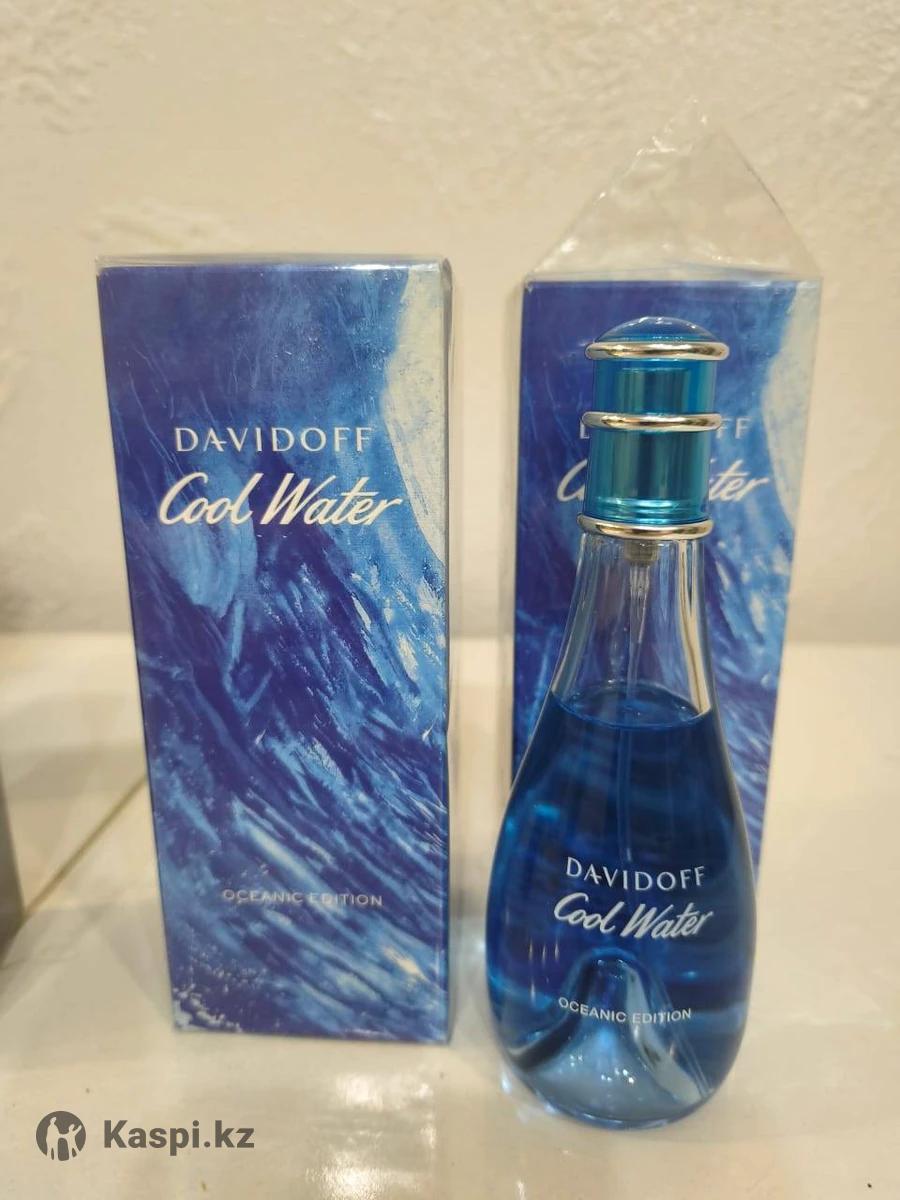 DAVIDOFF
Cool Water
OCEANIC EDITION
DAVIDOFF
Cool Water
OCEANIC EDITION
Kaspi.kz